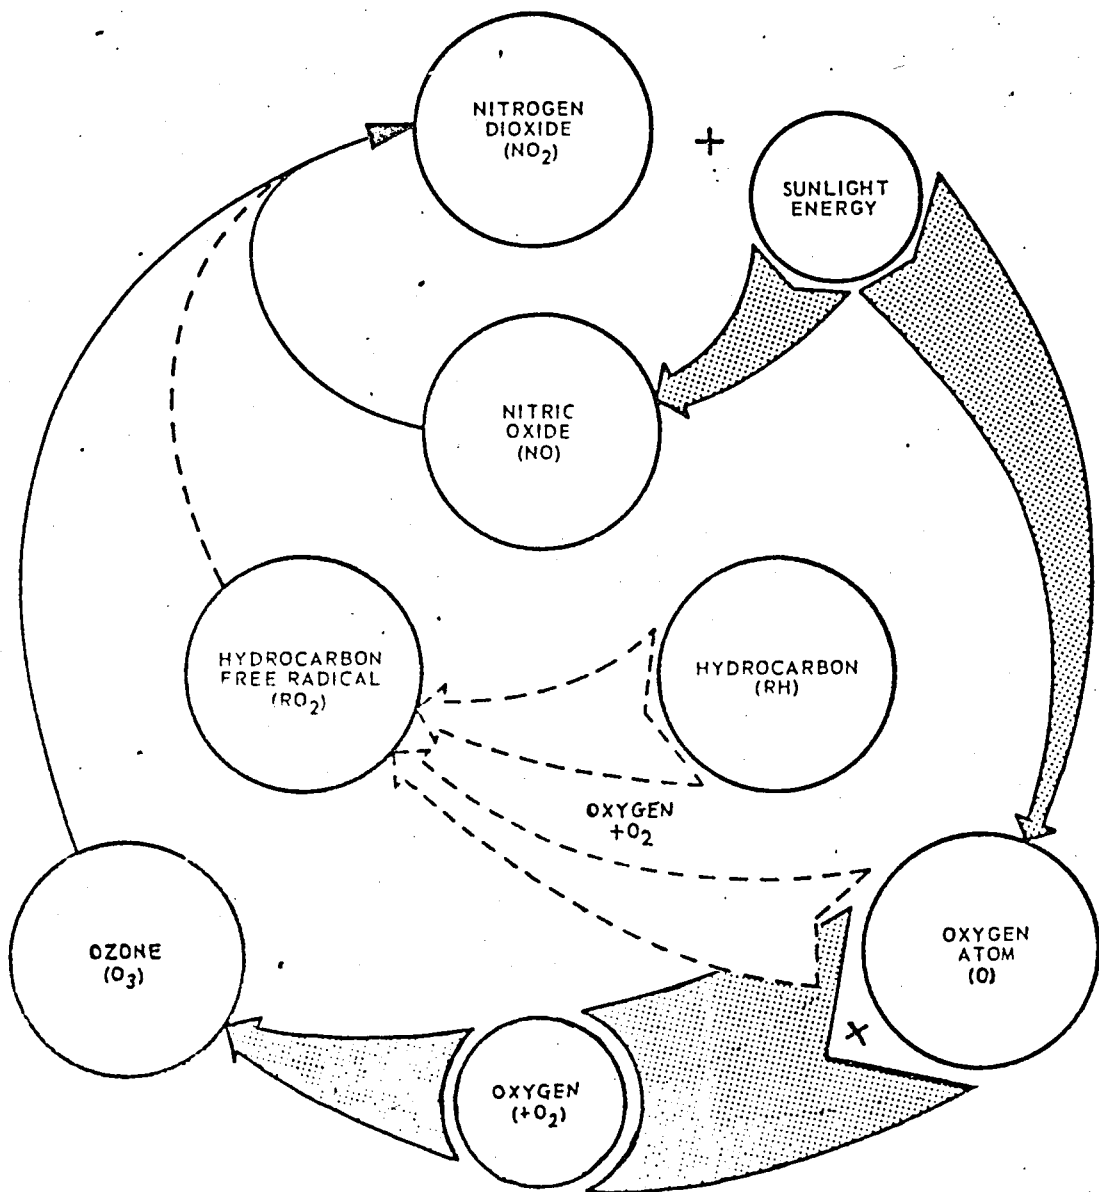 NITROGEN
DIOXIDE
(NO₂)
+
SUNLIGHT
ENERGY
NITRIC
OXIDE
(NO)
HYDROCARBON
FREE RADICAL
(RO₂)
HYDROCARBON
(RH)
OXYGEN
+O₂
OZONE
(O₃)
OXYGEN
ATOM
(O)
+
OXYGEN
(+O₂)